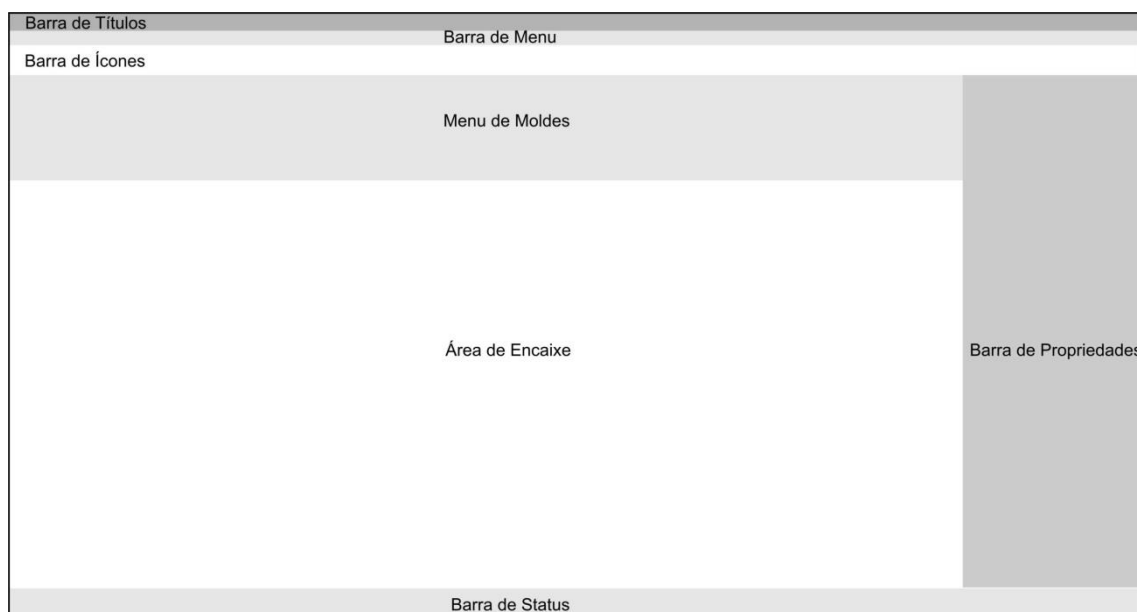 Barra de Títulos
Barra de Menu
Barra de Ícones
Menu de Moldes
Área de Encaixe
Barra de Propriedades
Barra de Status